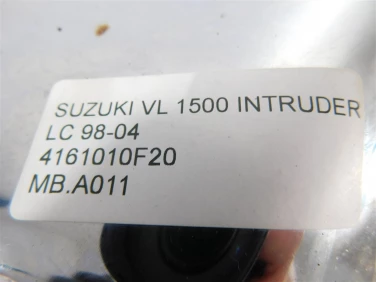 SUZUKI VL 1500 INTRUDER
LC 98-04
4161010F20
MB.A011